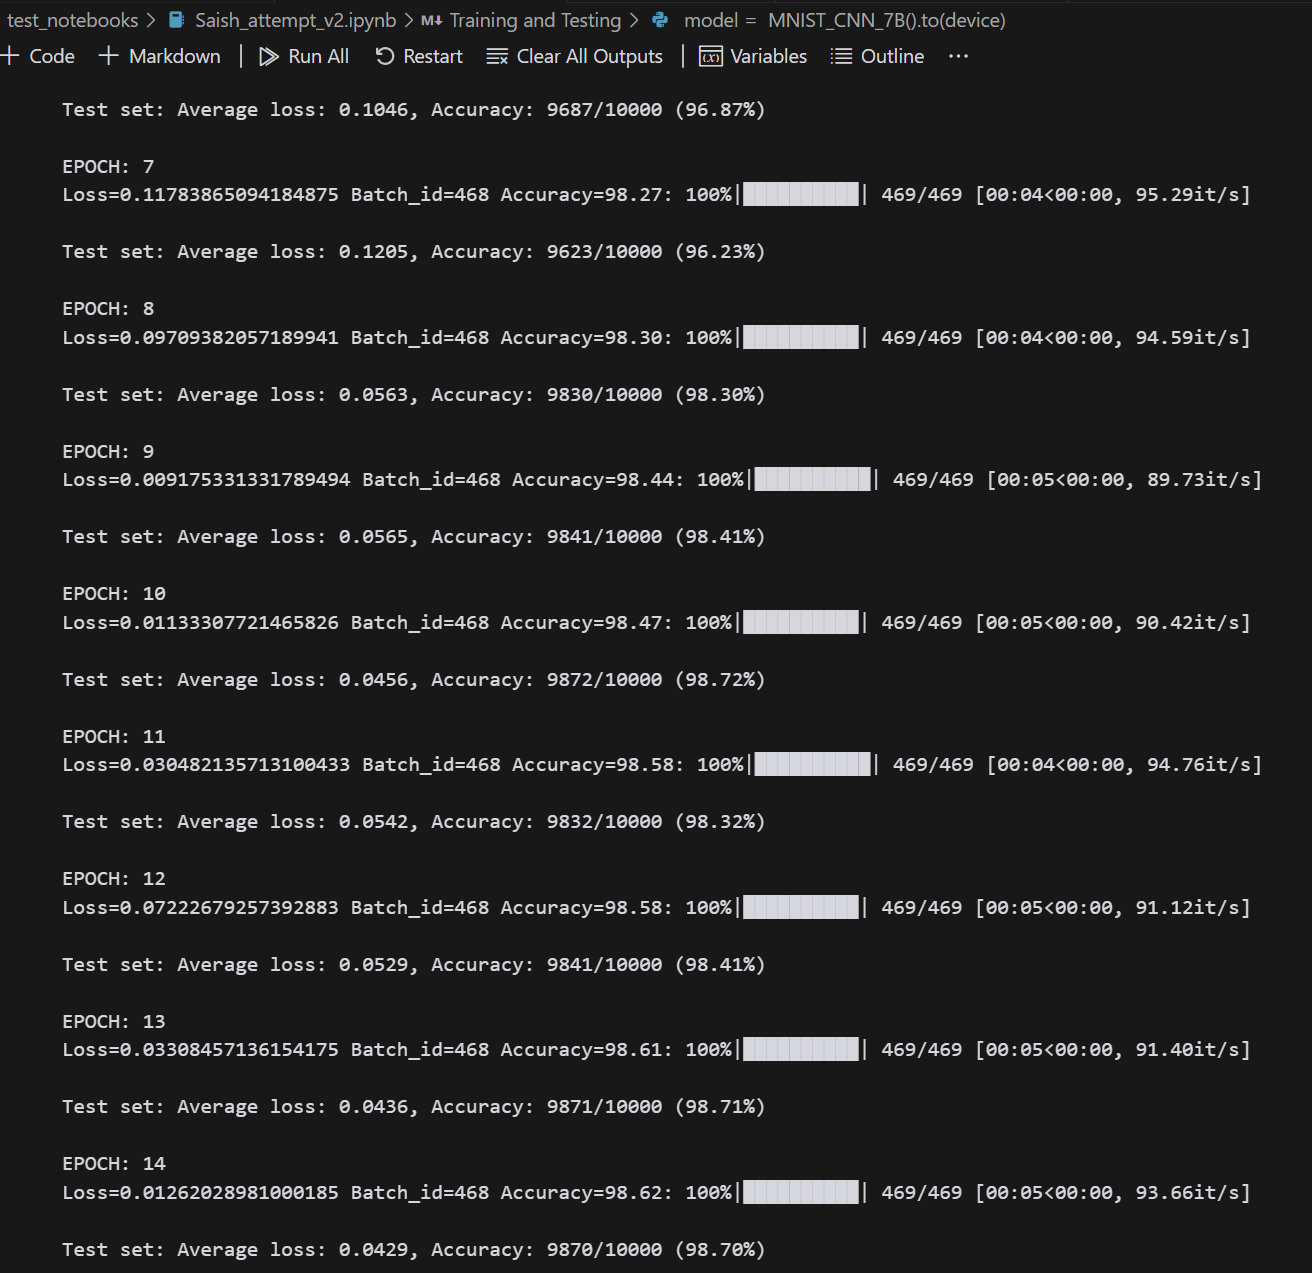 test_notebooks > Saish_attempt_v2.ipynb > M↓ Training and Testing > model = MNIST_CNN_7B().to(device)
+ Code + Markdown | Run All Restart Clear All Outputs | Variables Outline ...
Test set: Average loss: 0.1046, Accuracy: 9687/10000 (96.87%)
EPOCH: 7
Loss=0.11783865094184875 Batch_id=468 Accuracy=98.27: 100%|██████████| 469/469 [00:04<00:00, 95.29it/s]
Test set: Average loss: 0.1205, Accuracy: 9623/10000 (96.23%)
EPOCH: 8
Loss=0.09709382057189941 Batch_id=468 Accuracy=98.30: 100%|██████████| 469/469 [00:04<00:00, 94.59it/s]
Test set: Average loss: 0.0563, Accuracy: 9830/10000 (98.30%)
EPOCH: 9
Loss=0.009175331331789494 Batch_id=468 Accuracy=98.44: 100%|██████████| 469/469 [00:05<00:00, 89.73it/s]
Test set: Average loss: 0.0565, Accuracy: 9841/10000 (98.41%)
EPOCH: 10
Loss=0.01133307721465826 Batch_id=468 Accuracy=98.47: 100%|██████████| 469/469 [00:05<00:00, 90.42it/s]
Test set: Average loss: 0.0456, Accuracy: 9872/10000 (98.72%)
EPOCH: 11
Loss=0.030482135713100433 Batch_id=468 Accuracy=98.58: 100%|██████████| 469/469 [00:04<00:00, 94.76it/s]
Test set: Average loss: 0.0542, Accuracy: 9832/10000 (98.32%)
EPOCH: 12
Loss=0.07222679257392883 Batch_id=468 Accuracy=98.58: 100%|██████████| 469/469 [00:05<00:00, 91.12it/s]
Test set: Average loss: 0.0529, Accuracy: 9841/10000 (98.41%)
EPOCH: 13
Loss=0.03308457136154175 Batch_id=468 Accuracy=98.61: 100%|██████████| 469/469 [00:05<00:00, 91.40it/s]
Test set: Average loss: 0.0436, Accuracy: 9871/10000 (98.71%)
EPOCH: 14
Loss=0.01262028981000185 Batch_id=468 Accuracy=98.62: 100%|██████████| 469/469 [00:05<00:00, 93.66it/s]
Test set: Average loss: 0.0429, Accuracy: 9870/10000 (98.70%)